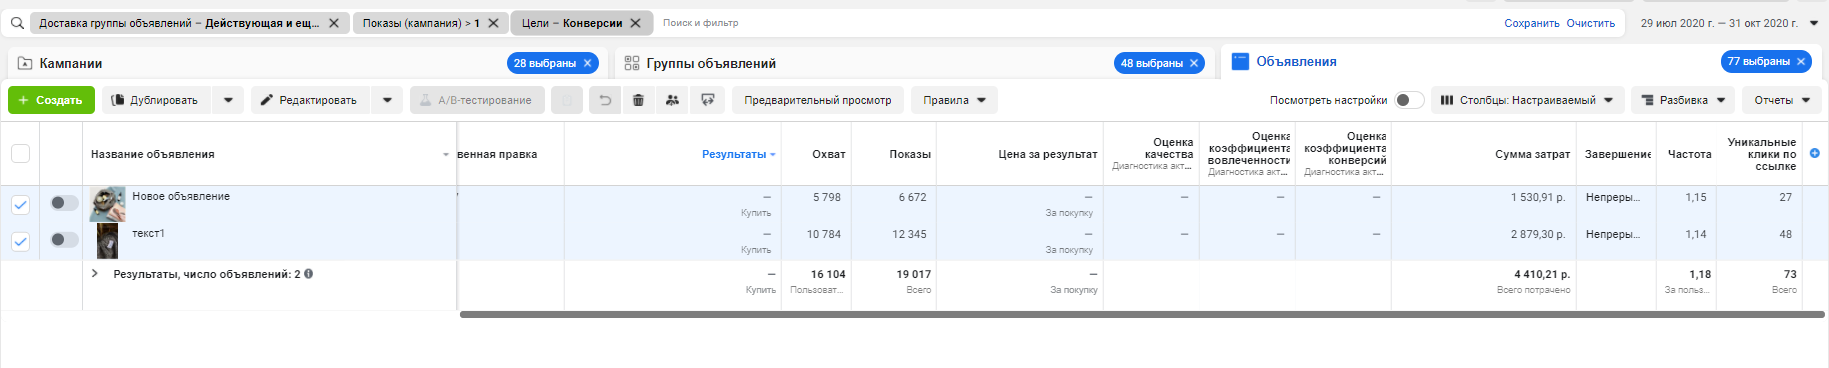 Доставка группы объявлений – Действующая и ещ... Показы (кампания) > 1 Цели – Конверсии Поиск и фильтр Сохранить Очистить 29 июл 2020 г. — 31 окт 2020 г.
Кампании 28 выбраны Группы объявлений 48 выбраны Объявления 77 выбраны
+ Создать Дублировать Редактировать A/B-тестирование Предварительный просмотр Правила Посмотреть настройки Столбцы: Настраиваемый Разбивка Отчеты
Название объявления венная правка Результаты Охват Показы Цена за результат Оценка качества Диагностика акт... Оценка коэффициента вовлеченности Диагностика акт... Оценка коэффициента конверсий Диагностика акт... Сумма затрат Завершение Частота Уникальные клики по ссылке
Новое объявление — 5 798 6 672 — — — — 1 530,91 р. Непреры... 1,15 27
Купить За покупку
текст1 — 10 784 12 345 — — — — 2 879,30 р. Непреры... 1,14 48
Купить За покупку
Результаты, число объявлений: 2 — 16 104 19 017 — 4 410,21 р. 1,18 73
Купить Пользоват... Всего За покупку Всего потрачено За польз... Всего